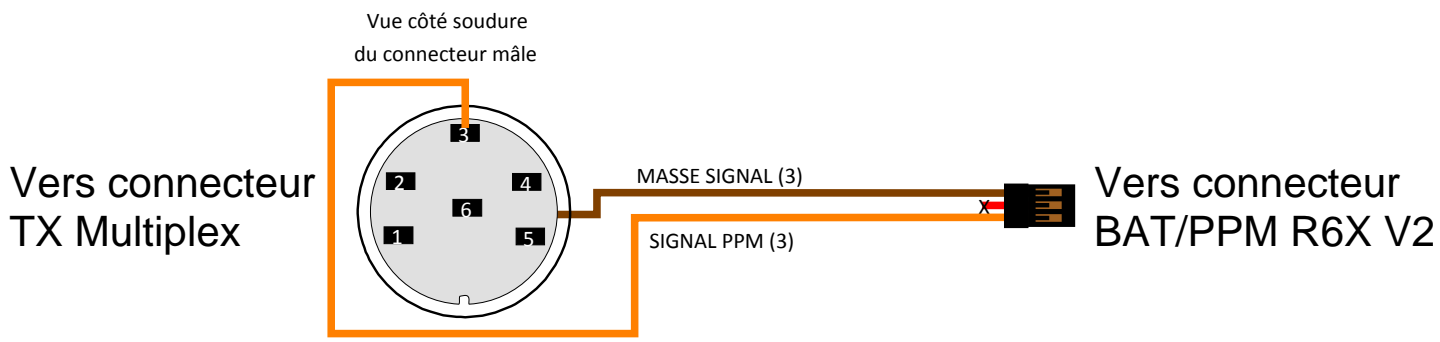 Vue côté soudure
du connecteur mâle
3
2
4
6
1
5
Vers connecteur
TX Multiplex
MASSE SIGNAL (3)
X
SIGNAL PPM (3)
Vers connecteur
BAT/PPM R6X V2